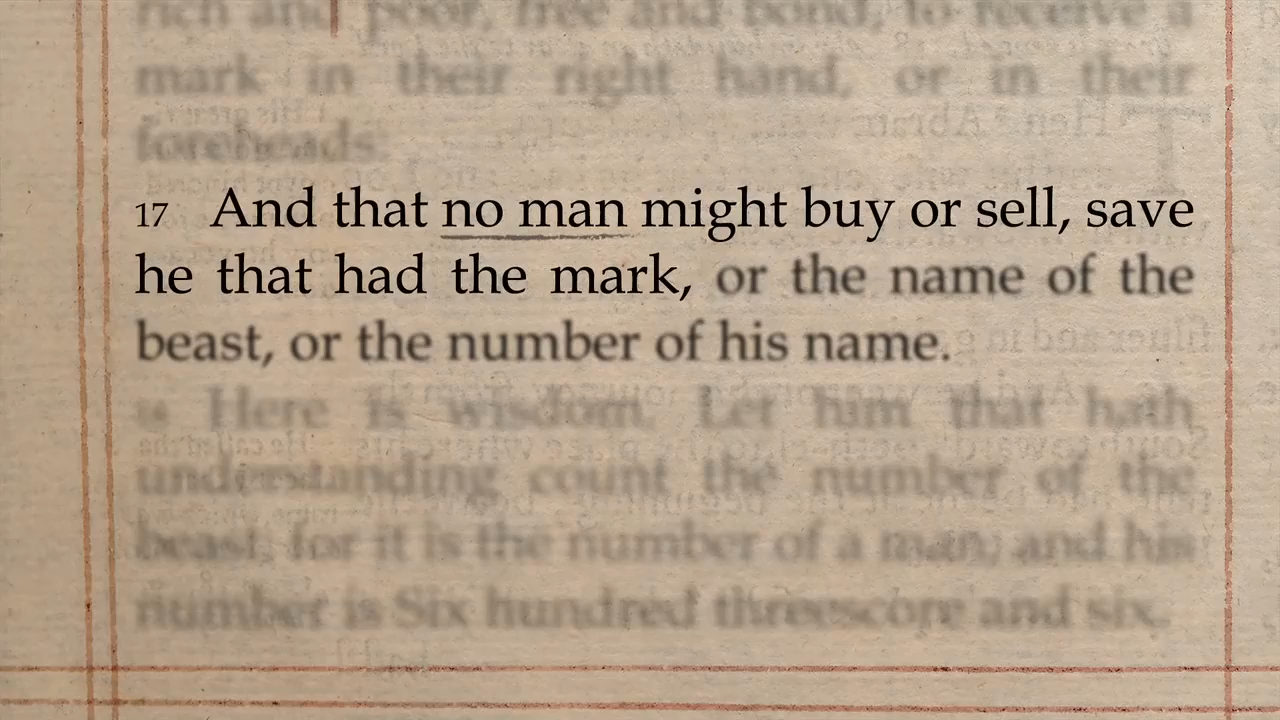 rich and poor, free and bond, to receive a
mark in their right hand, or in their
foreheads:
17 And that no man might buy or sell, save
he that had the mark, or the name of the
beast, or the number of his name.
18 Here is wisdom. Let him that hath
understanding count the number of the
beast: for it is the number of a man; and his
number is Six hundred threescore and six.